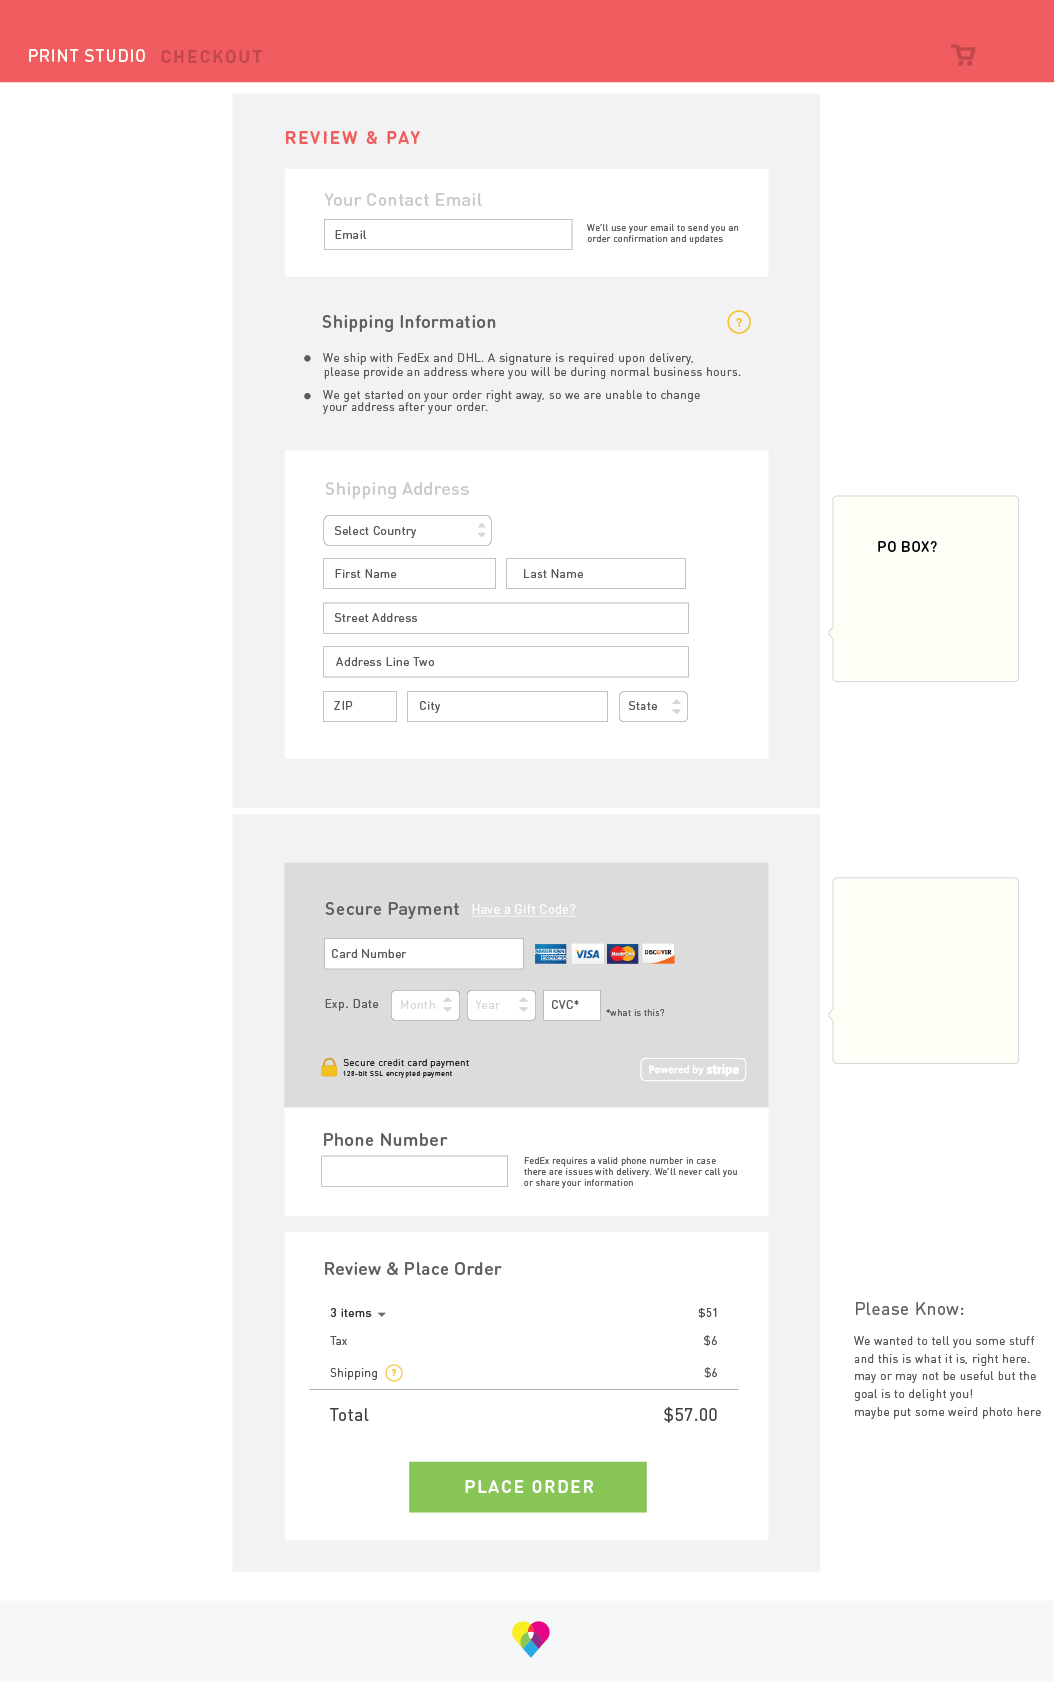 PRINT STUDIO CHECKOUT
REVIEW & PAY
Your Contact Email
Email
We'll use your email to send you an
order confirmation and updates
Shipping Information
?
We ship with FedEx and DHL. A signature is required upon delivery,
please provide an address where you will be during normal business hours.
We get started on your order right away, so we are unable to change
your address after your order.
Shipping Address
Select Country
First Name
Last Name
Street Address
Address Line Two
ZIP
City
State
PO BOX?
Secure Payment Have a Gift Code?
Card Number
AMERICAN
EXPRESS
VISA
MasterCard
DISCOVER
Exp. Date
Month
Year
CVC*
*what is this?
Secure credit card payment
128-bit SSL encrypted payment
Powered by stripe
Phone Number
FedEx requires a valid phone number in case
there are issues with delivery. We'll never call you
or share your information
Review & Place Order
3 items $51
Tax $6
Shipping ? $6
Total $57.00
PLACE ORDER
Please Know:
We wanted to tell you some stuff
and this is what it is, right here.
may or may not be useful but the
goal is to delight you!
maybe put some weird photo here